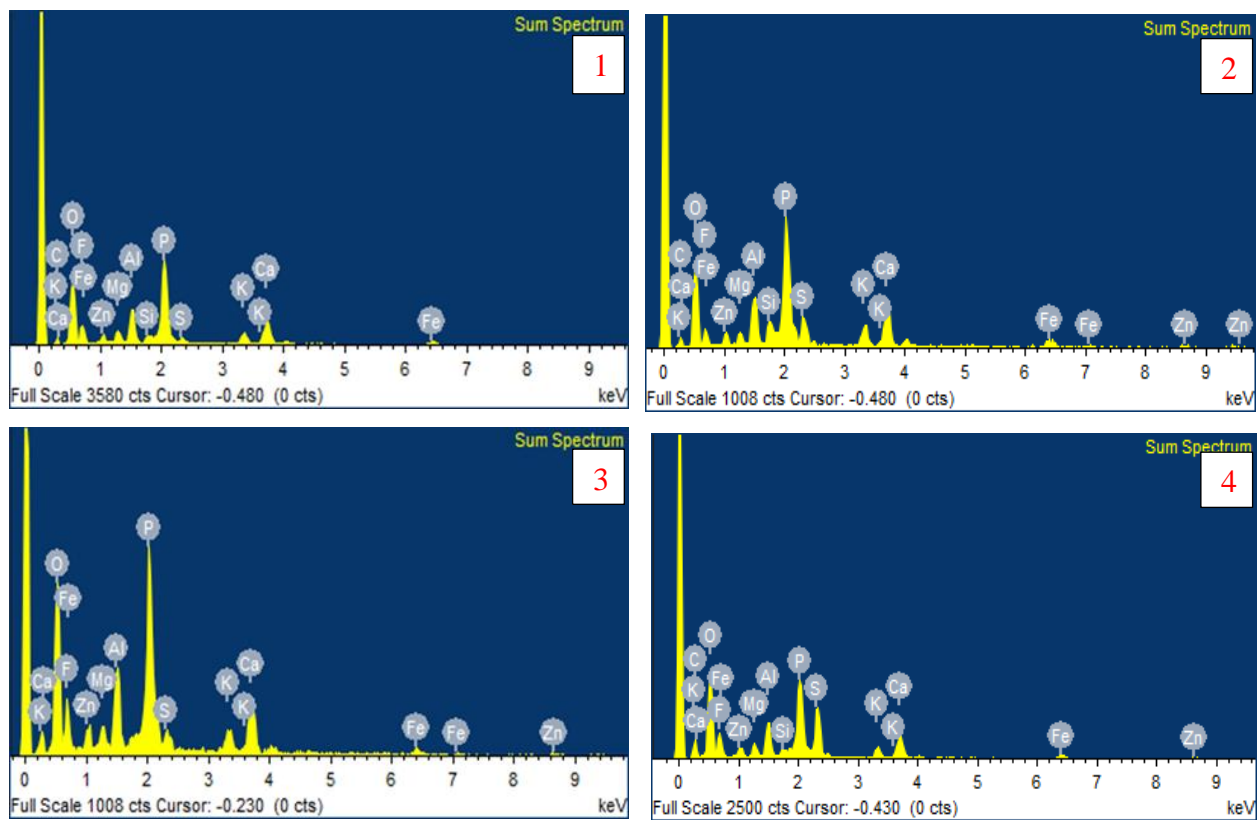 Sum Spectrum
1
O
C
F
Al
P
K
Fe
Mg
K
Ca
Ca
Zn
Si
S
K
Fe
0 1 2 3 4 5 6 7 8 9
Full Scale 3580 cts Cursor: -0.480 (0 cts)
keV
Sum Spectrum
2
P
O
F
C
Fe
Al
Ca
Ca
Mg
Si
S
K
K
Zn
K
Fe
Fe
Zn
Zn
0 1 2 3 4 5 6 7 8 9
Full Scale 1008 cts Cursor: -0.480 (0 cts)
keV
Sum Spectrum
3
P
O
Fe
Al
Ca
F
Mg
Ca
K
K
Zn
S
K
Fe
Fe
Zn
0 1 2 3 4 5 6 7 8 9
Full Scale 1008 cts Cursor: -0.230 (0 cts)
keV
Sum Spectrum
4
O
C
Fe
Al
P
S
K
F
Mg
K
Ca
Ca
Zn
Si
K
Fe
Zn
0 1 2 3 4 5 6 7 8 9
Full Scale 2500 cts Cursor: -0.430 (0 cts)
keV